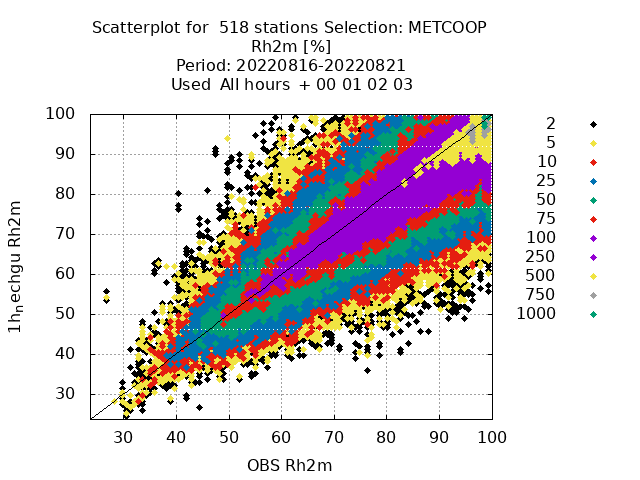 Scatterplot for  518 stations Selection: METCOOP
Rh2m [%]
Period: 20220816-20220821
Used  All hours  + 00 01 02 03
1h_nechgu Rh2m
100
90
80
70
60
50
40
30
30 40 50 60 70 80 90 100
OBS Rh2m
2
5
10
25
50
75
100
250
500
750
1000